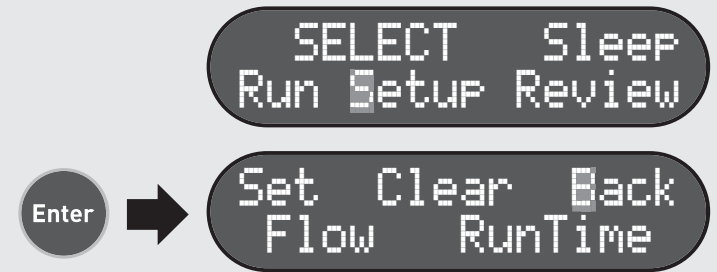 SELECT Sleep
Run Setup Review
Enter
Set Clear Back
Flow RunTime